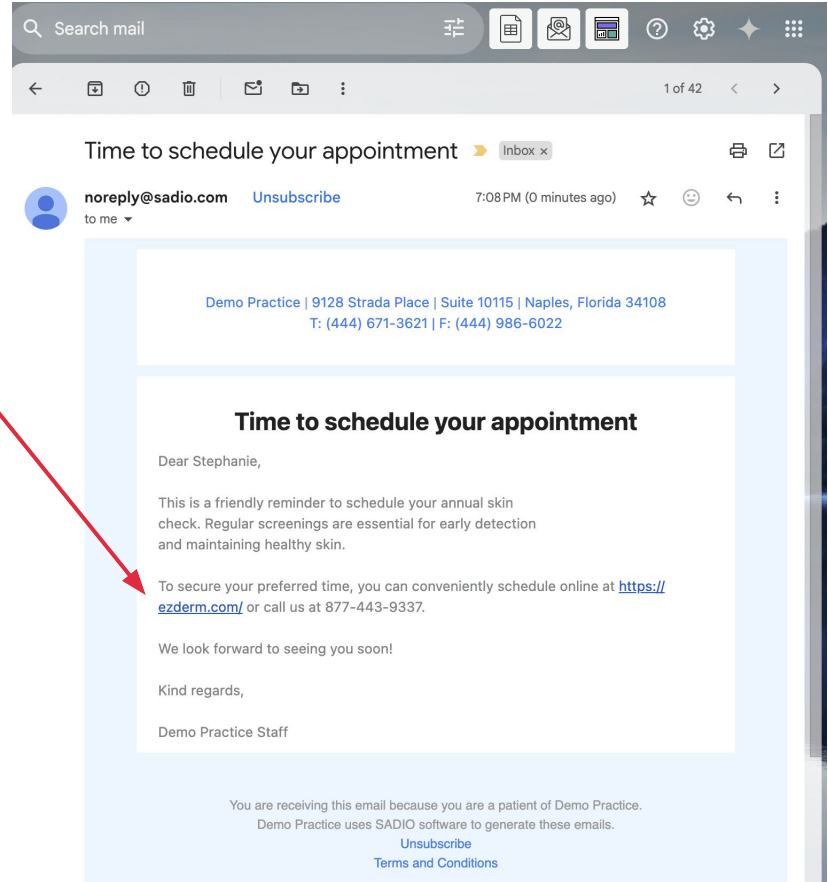 Search mail
1 of 42
Time to schedule your appointment Inbox ×
noreply@sadio.com Unsubscribe 7:08 PM (0 minutes ago)
to me
Demo Practice | 9128 Strada Place | Suite 10115 | Naples, Florida 34108
T: (444) 671-3621 | F: (444) 986-6022
Time to schedule your appointment
Dear Stephanie,
This is a friendly reminder to schedule your annual skin
check. Regular screenings are essential for early detection
and maintaining healthy skin.
To secure your preferred time, you can conveniently schedule online at https://
ezderm.com/ or call us at 877-443-9337.
We look forward to seeing you soon!
Kind regards,
Demo Practice Staff
You are receiving this email because you are a patient of Demo Practice.
Demo Practice uses SADIO software to generate these emails.
Unsubscribe
Terms and Conditions